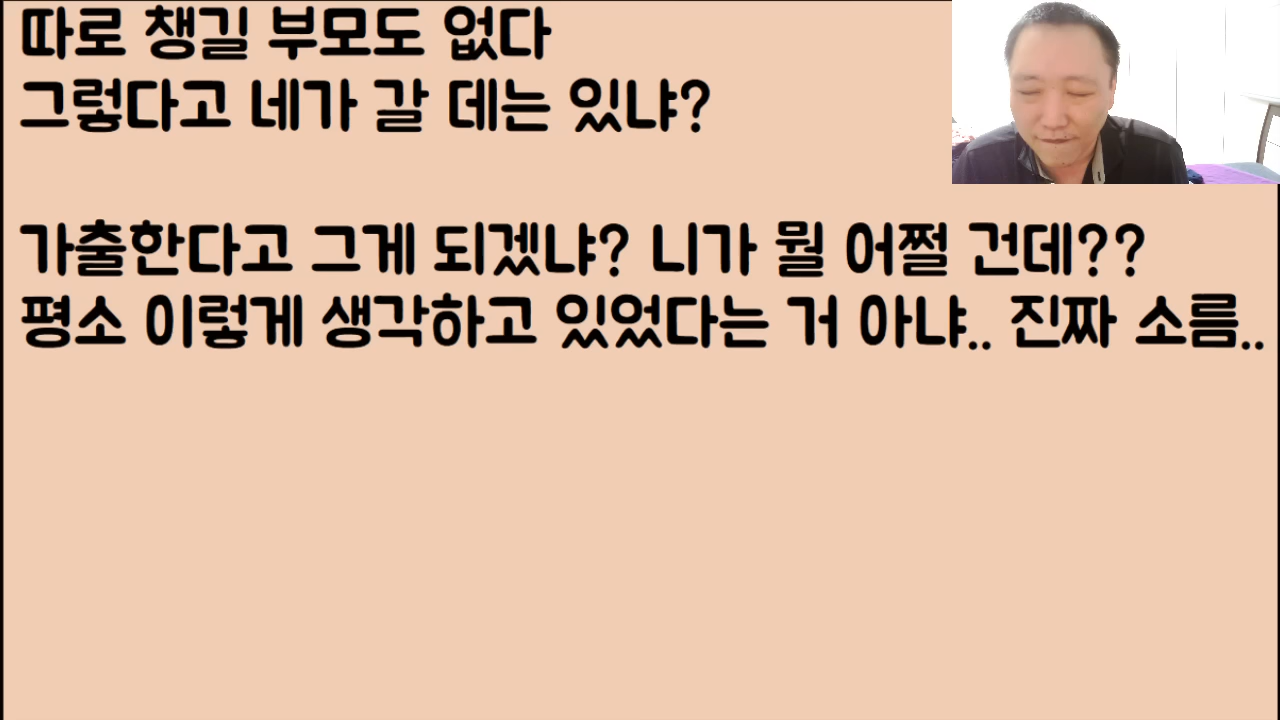 따로 챙길 부모도 없다
그렇다고 네가 갈 데는 있냐?
가출한다고 그게 되겠냐? 니가 뭘 어쩔 건데??
평소 이렇게 생각하고 있었다는 거 아냐.. 진짜 소름..